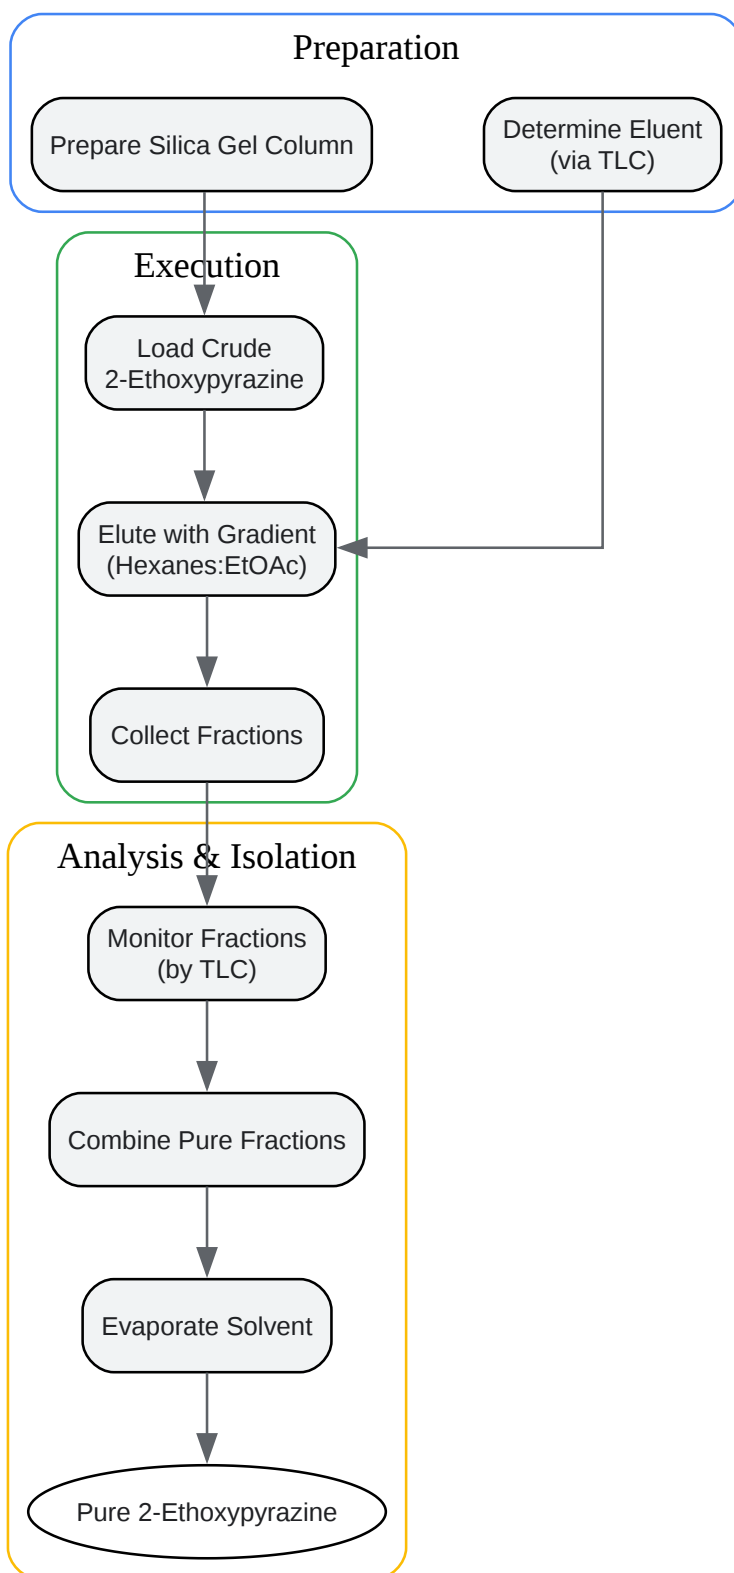 Preparation
Prepare Silica Gel Column
Determine Eluent
(via TLC)
Execution
Load Crude
2-Ethoxypyrazine
Elute with Gradient
(Hexanes:EtOAc)
Collect Fractions
Analysis & Isolation
Monitor Fractions
(by TLC)
Combine Pure Fractions
Evaporate Solvent
Pure 2-Ethoxypyrazine